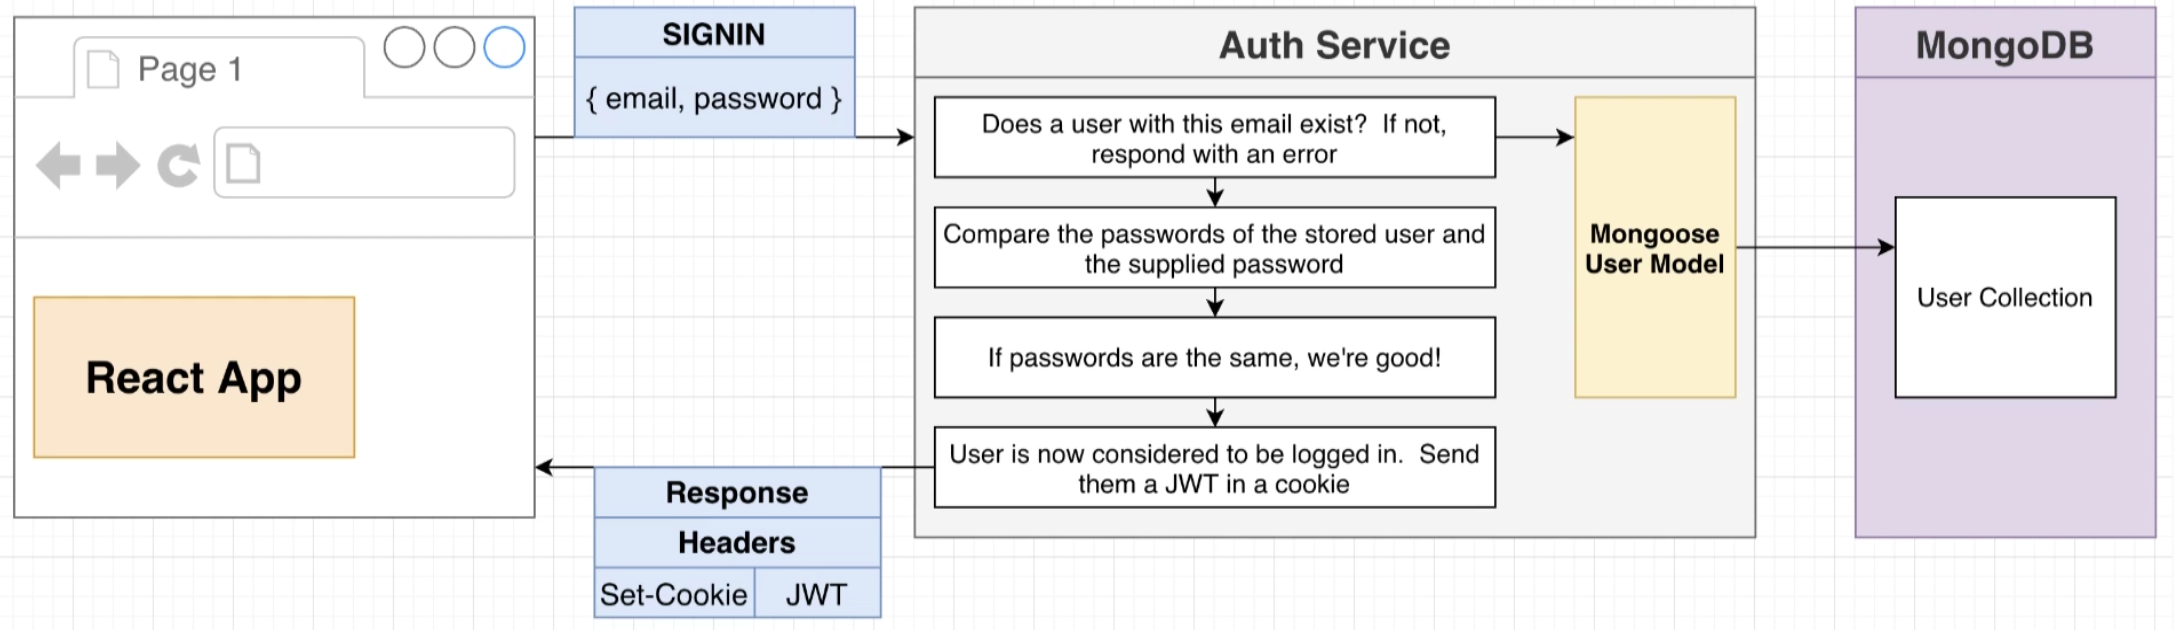 Page 1
React App
SIGNIN
{ email, password }
Auth Service
Does a user with this email exist?  If not,
respond with an error
Compare the passwords of the stored user and
the supplied password
If passwords are the same, we're good!
User is now considered to be logged in.  Send
them a JWT in a cookie
Mongoose
User Model
MongoDB
User Collection
Response
Headers
Set-Cookie
JWT